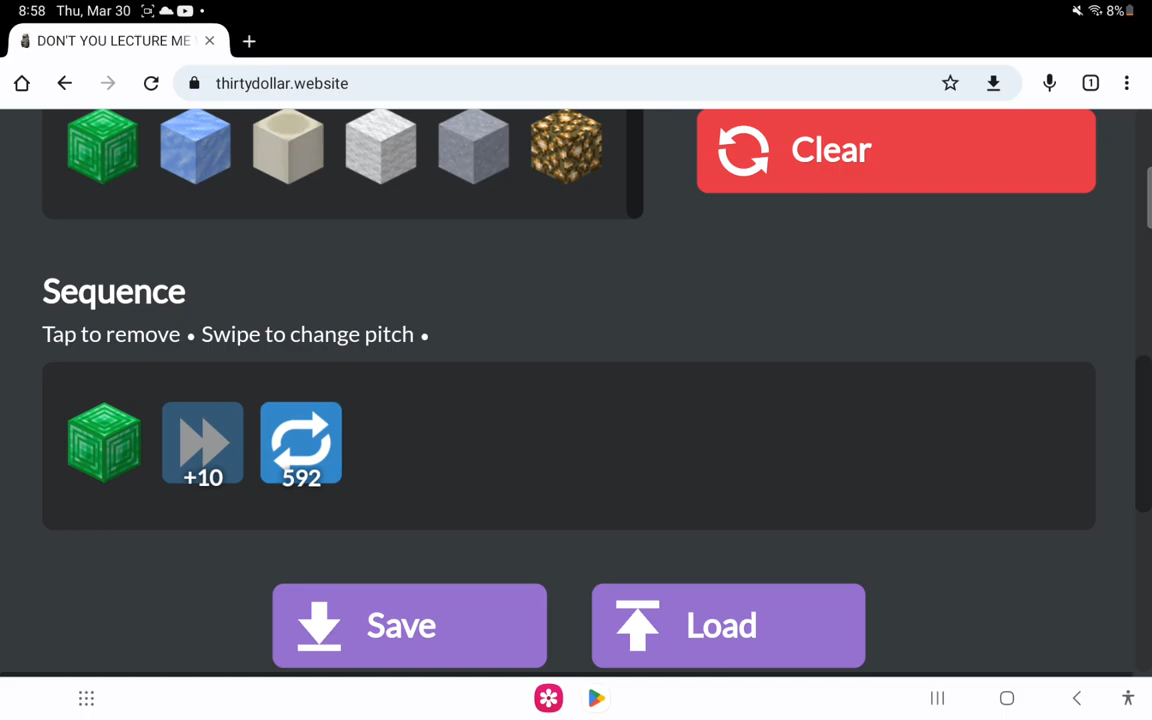 8:58 Thu, Mar 30 8%
DON'T YOU LECTURE ME
thirtydollar.website
Clear
Sequence
Tap to remove • Swipe to change pitch •
+10 592
Save Load